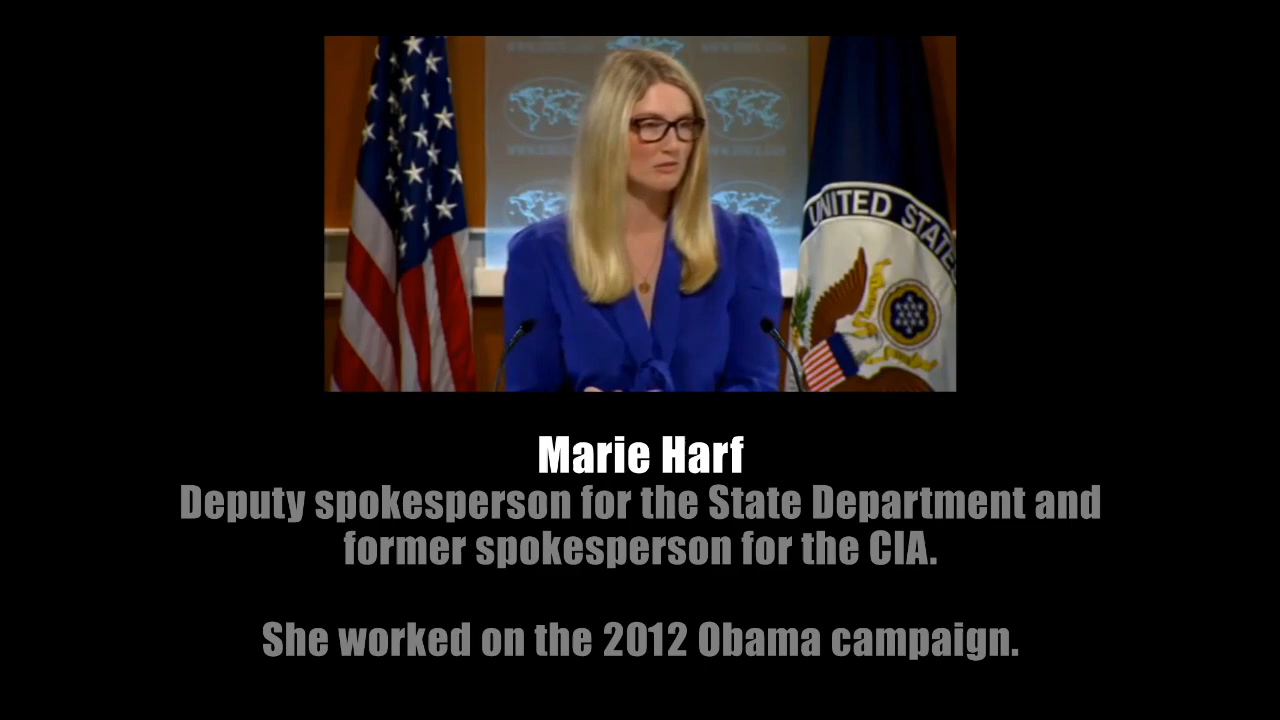 UNITED STATE
Marie Harf
Deputy spokesperson for the State Department and
former spokesperson for the CIA.
She worked on the 2012 Obama campaign.